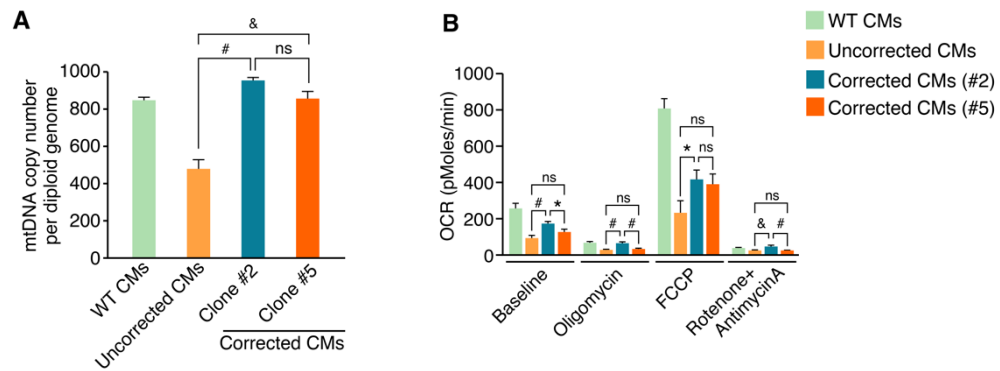 A
mtDNA copy number
per diploid genome
1000
800
600
400
200
0
&
#
ns
WT CMs
Uncorrected CMs
Clone #2
Clone #5
Corrected CMs
B
OCR (pMoles/min)
1000
800
600
400
200
0
ns
# *
ns
# #
ns
* ns
ns
& #
Baseline
Oligomycin
FCCP
Rotenone+
AntimycinA
WT CMs
Uncorrected CMs
Corrected CMs (#2)
Corrected CMs (#5)